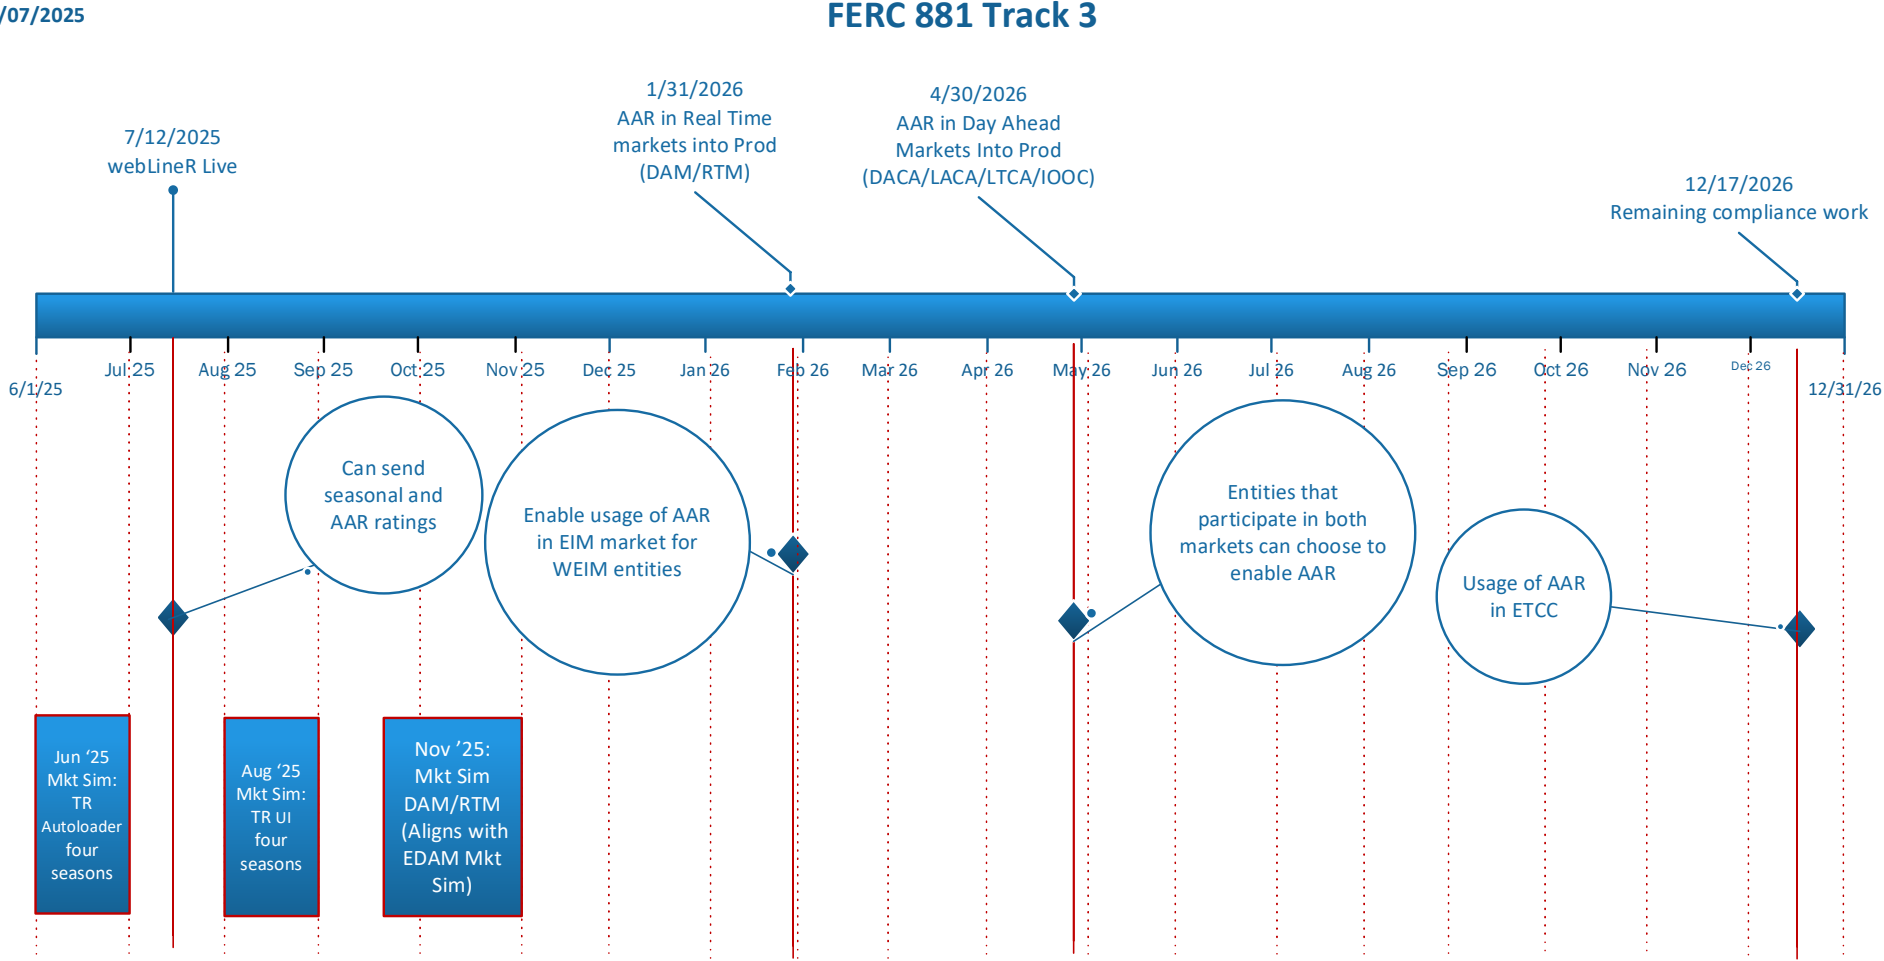 /07/2025
FERC 881 Track 3
7/12/2025
webLineR Live
1/31/2026
AAR in Real Time
markets into Prod
(DAM/RTM)
4/30/2026
AAR in Day Ahead
Markets Into Prod
(DACA/LACA/LTCA/IOOC)
12/17/2026
Remaining compliance work
6/1/25
Jul 25
Aug 25
Sep 25
Oct 25
Nov 25
Dec 25
Jan 26
Feb 26
Mar 26
Apr 26
May 26
Jun 26
Jul 26
Aug 26
Sep 26
Oct 26
Nov 26
Dec 26
12/31/26
Can send
seasonal and
AAR ratings
Enable usage of AAR
in EIM market for
WEIM entities
Entities that
participate in both
markets can choose to
enable AAR
Usage of AAR
in ETCC
Jun ‘25
Mkt Sim:
TR
Autoloader
four
seasons
Aug ‘25
Mkt Sim:
TR UI
four
seasons
Nov ’25:
Mkt Sim
DAM/RTM
(Aligns with
EDAM Mkt
Sim)